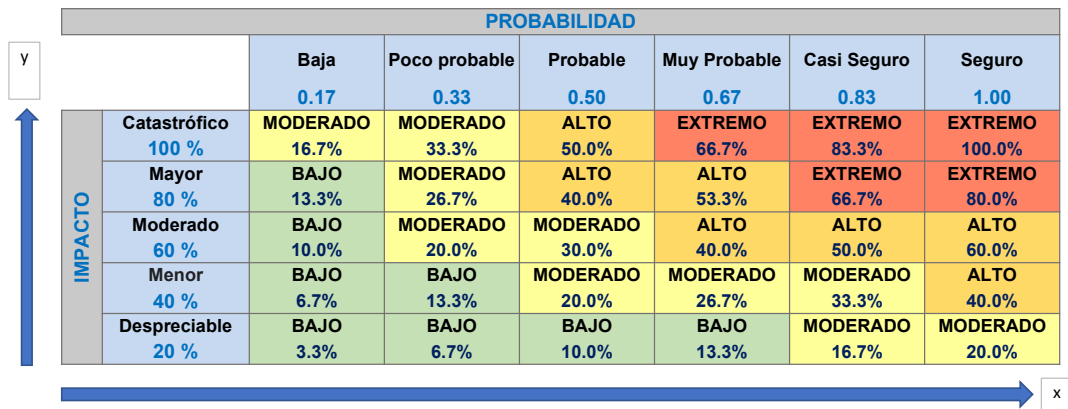 PROBABILIDAD
y
Baja Poco probable Probable Muy Probable Casi Seguro Seguro
0.17 0.33 0.50 0.67 0.83 1.00
IMPACTO
Catastrófico MODERADO MODERADO ALTO EXTREMO EXTREMO EXTREMO
100 % 16.7% 33.3% 50.0% 66.7% 83.3% 100.0%
Mayor BAJO MODERADO ALTO ALTO EXTREMO EXTREMO
80 % 13.3% 26.7% 40.0% 53.3% 66.7% 80.0%
Moderado BAJO MODERADO MODERADO ALTO ALTO ALTO
60 % 10.0% 20.0% 30.0% 40.0% 50.0% 60.0%
Menor BAJO BAJO MODERADO MODERADO MODERADO ALTO
40 % 6.7% 13.3% 20.0% 26.7% 33.3% 40.0%
Despreciable BAJO BAJO BAJO BAJO MODERADO MODERADO
20 % 3.3% 6.7% 10.0% 13.3% 16.7% 20.0%
x